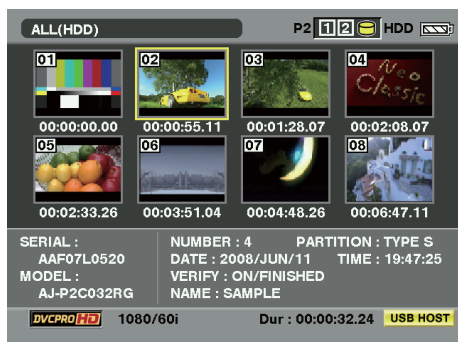 ALL(HDD) P2 1 2 HDD
01 02 03 04
Neo
Classic
00:00:00.00 00:00:55.11 00:01:28.07 00:02:08.07
05 06 07 08
00:02:33.26 00:03:51.04 00:04:48.26 00:06:47.11
SERIAL : NUMBER : 4 PARTITION : TYPE S
AAF07L0520 DATE : 2008/JUN/11 TIME : 19:47:25
MODEL : VERIFY : ON/FINISHED
AJ-P2C032RG NAME : SAMPLE
DVCPRO HD 1080/60i Dur : 00:00:32.24 USB HOST